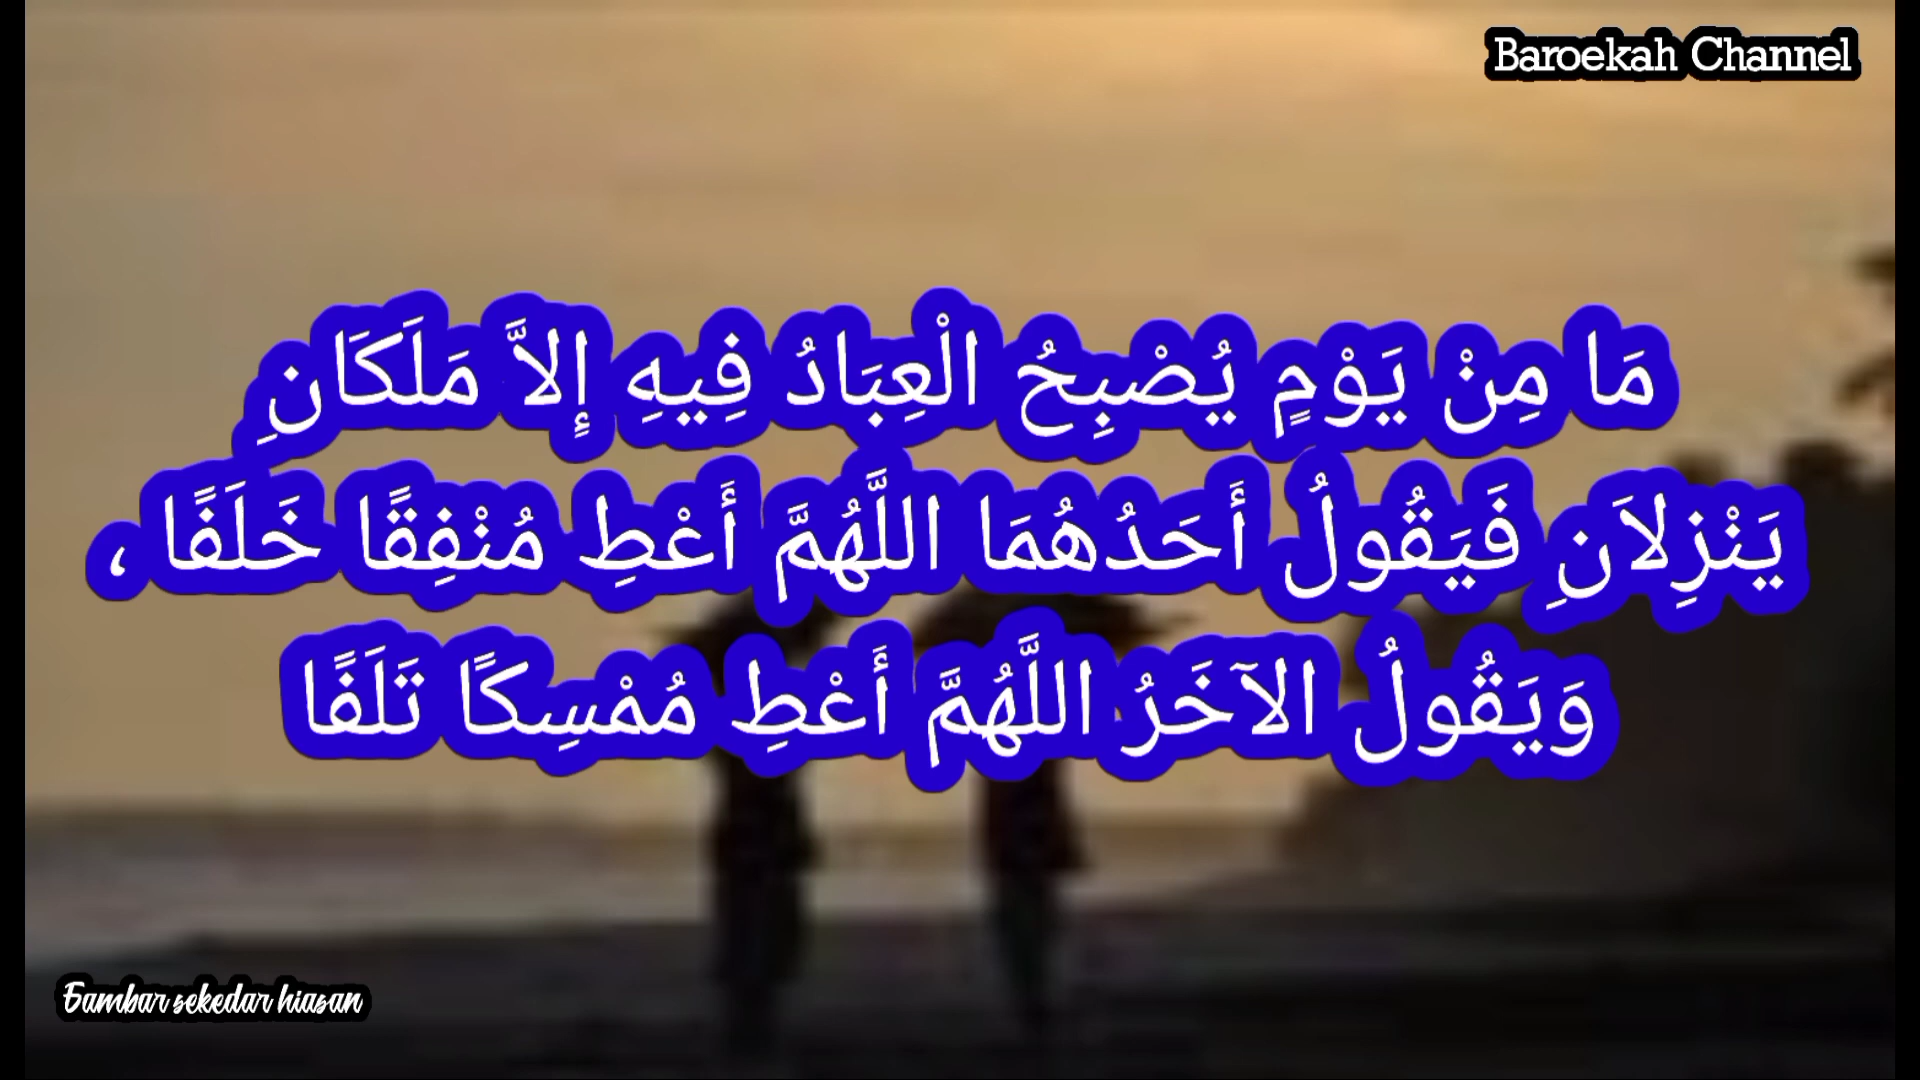 Baroekah Channel
مَا مِنْ يَوْمٍ يُصْبِحُ الْعِبَادُ فِيهِ إِلاَّ مَلَكَانِ
يَنْزِلاَنِ فَيَقُولُ أَحَدُهُمَا اللَّهُمَّ أَعْطِ مُنْفِقًا خَلَفًا ،
وَيَقُولُ الآخَرُ اللَّهُمَّ أَعْطِ مُمْسِكًا تَلَفًا
Gambar sekedar hiasan